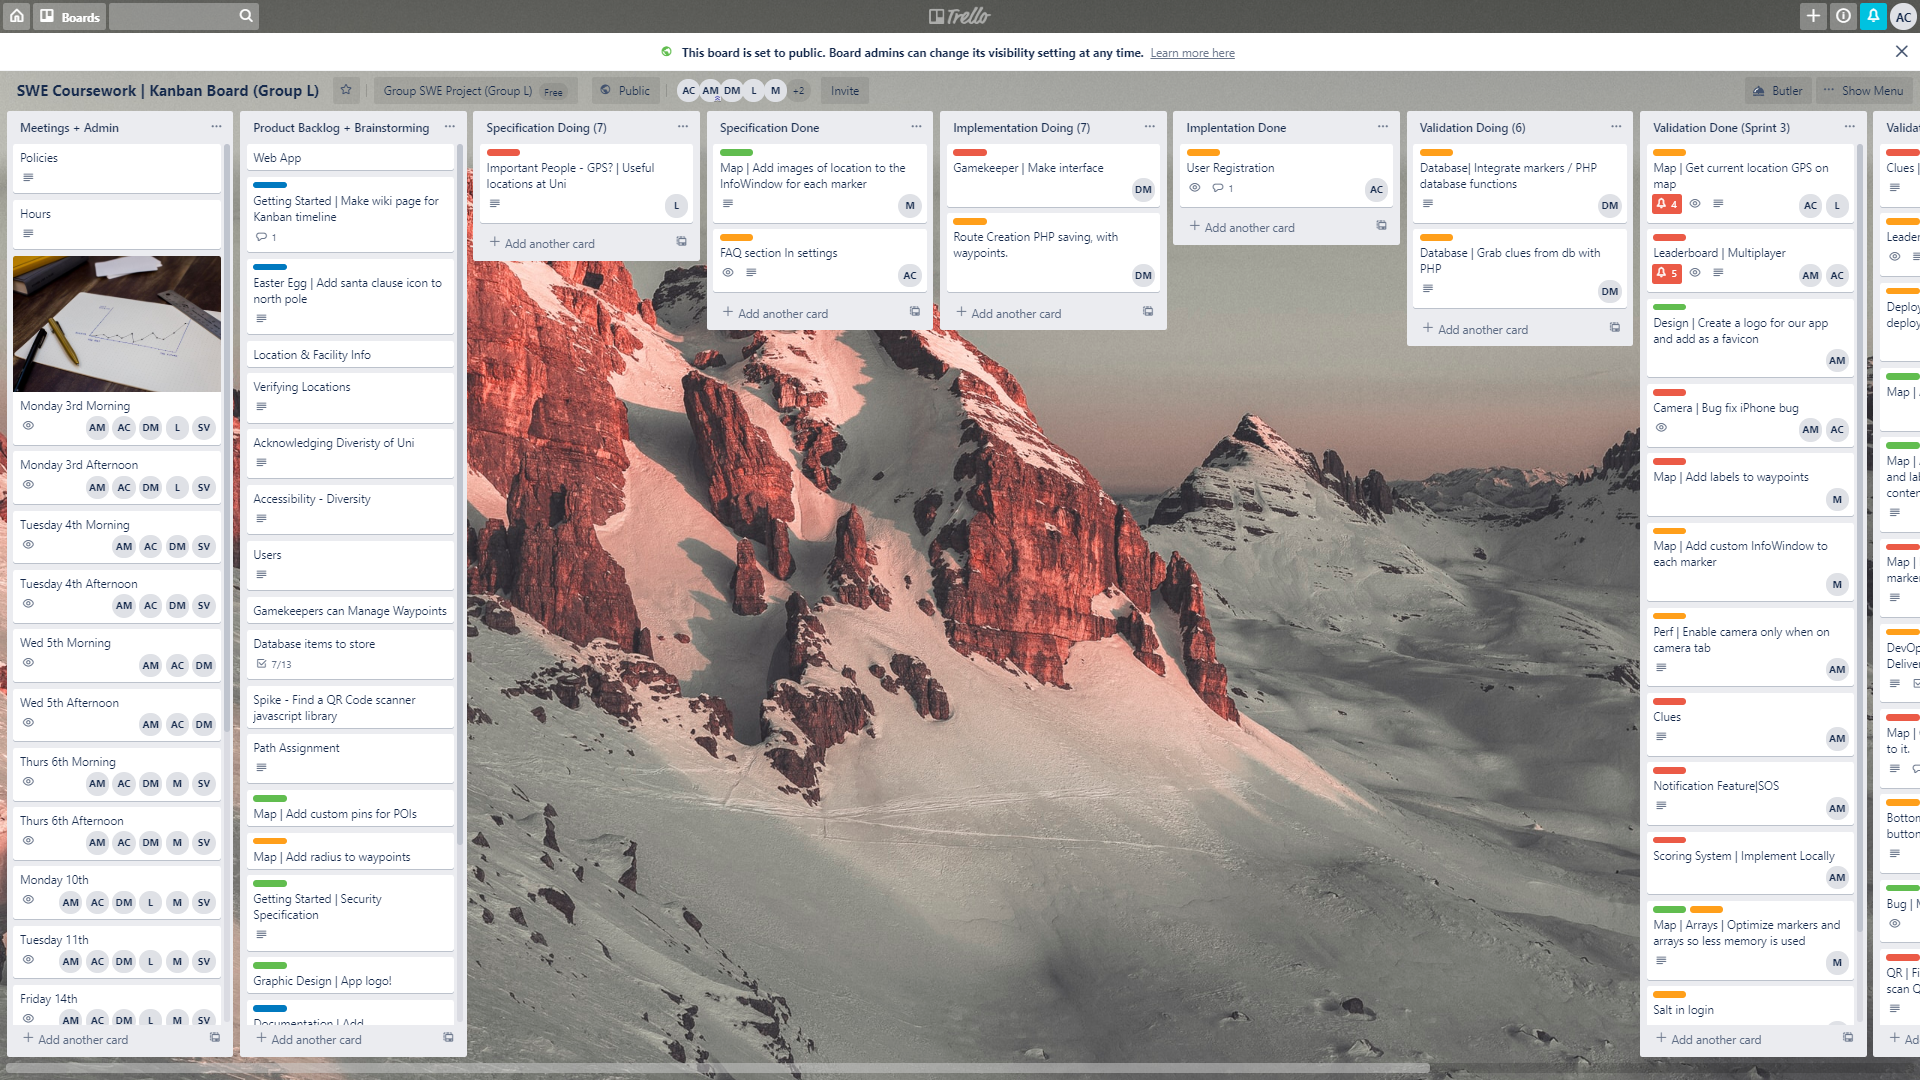 Boards
Trello
AC
This board is set to public. Board admins can change its visibility setting at any time. Learn more here
SWE Coursework | Kanban Board (Group L)
Group SWE Project (Group L) Free
Public
AC AM DM L M +2
Invite
Butler
Show Menu
Meetings + Admin
Policies
Hours
Monday 3rd Morning
AM AC DM L SV
Monday 3rd Afternoon
AM AC DM L SV
Tuesday 4th Morning
AM AC DM SV
Tuesday 4th Afternoon
AM AC DM SV
Wed 5th Morning
AM AC DM
Wed 5th Afternoon
AM AC DM
Thurs 6th Morning
AM AC DM M SV
Thurs 6th Afternoon
AM AC DM M SV
Monday 10th
AM AC DM L M SV
Tuesday 11th
AM AC DM L M SV
Friday 14th
AM AC DM L M SV
+ Add another card
Product Backlog + Brainstorming
Web App
Getting Started | Make wiki page for
Kanban timeline
1
Easter Egg | Add santa clause icon to
north pole
Location & Facility Info
Verifying Locations
Acknowledging Diveristy of Uni
Accessibility - Diversity
Users
Gamekeepers can Manage Waypoints
Database items to store
7/13
Spike - Find a QR Code scanner
javascript library
Path Assignment
Map | Add custom pins for POIs
Map | Add radius to waypoints
Getting Started | Security
Specification
Graphic Design | App logo!
Documentation | Add
+ Add another card
Specification Doing (7)
Important People - GPS? | Useful
locations at Uni
L
+ Add another card
Specification Done
Map | Add images of location to the
InfoWindow for each marker
M
FAQ section In settings
AC
+ Add another card
Implementation Doing (7)
Gamekeeper | Make interface
DM
Route Creation PHP saving, with
waypoints.
DM
+ Add another card
Implentation Done
User Registration
1
AC
+ Add another card
Validation Doing (6)
Database| Integrate markers / PHP
database functions
DM
Database | Grab clues from db with
PHP
DM
+ Add another card
Validation Done (Sprint 3)
Map | Get current location GPS on
map
4
AC L
Leaderboard | Multiplayer
5
AM AC
Design | Create a logo for our app
and add as a favicon
AM
Camera | Bug fix iPhone bug
AM AC
Map | Add labels to waypoints
M
Map | Add custom InfoWindow to
each marker
M
Perf | Enable camera only when on
camera tab
AM
Clues
AM
Notification Feature|SOS
AM
Scoring System | Implement Locally
AM
Map | Arrays | Optimize markers and
arrays so less memory is used
M
Salt in login
+ Add another card
Validat
Clues |
Leader
Deploy
deploy
Map |
Map |
and lab
conter
Map |
marker
DevOp
Deliver
Map |
to it.
Bottom
button
Bug |
QR | Fi
scan Q
+ Ad